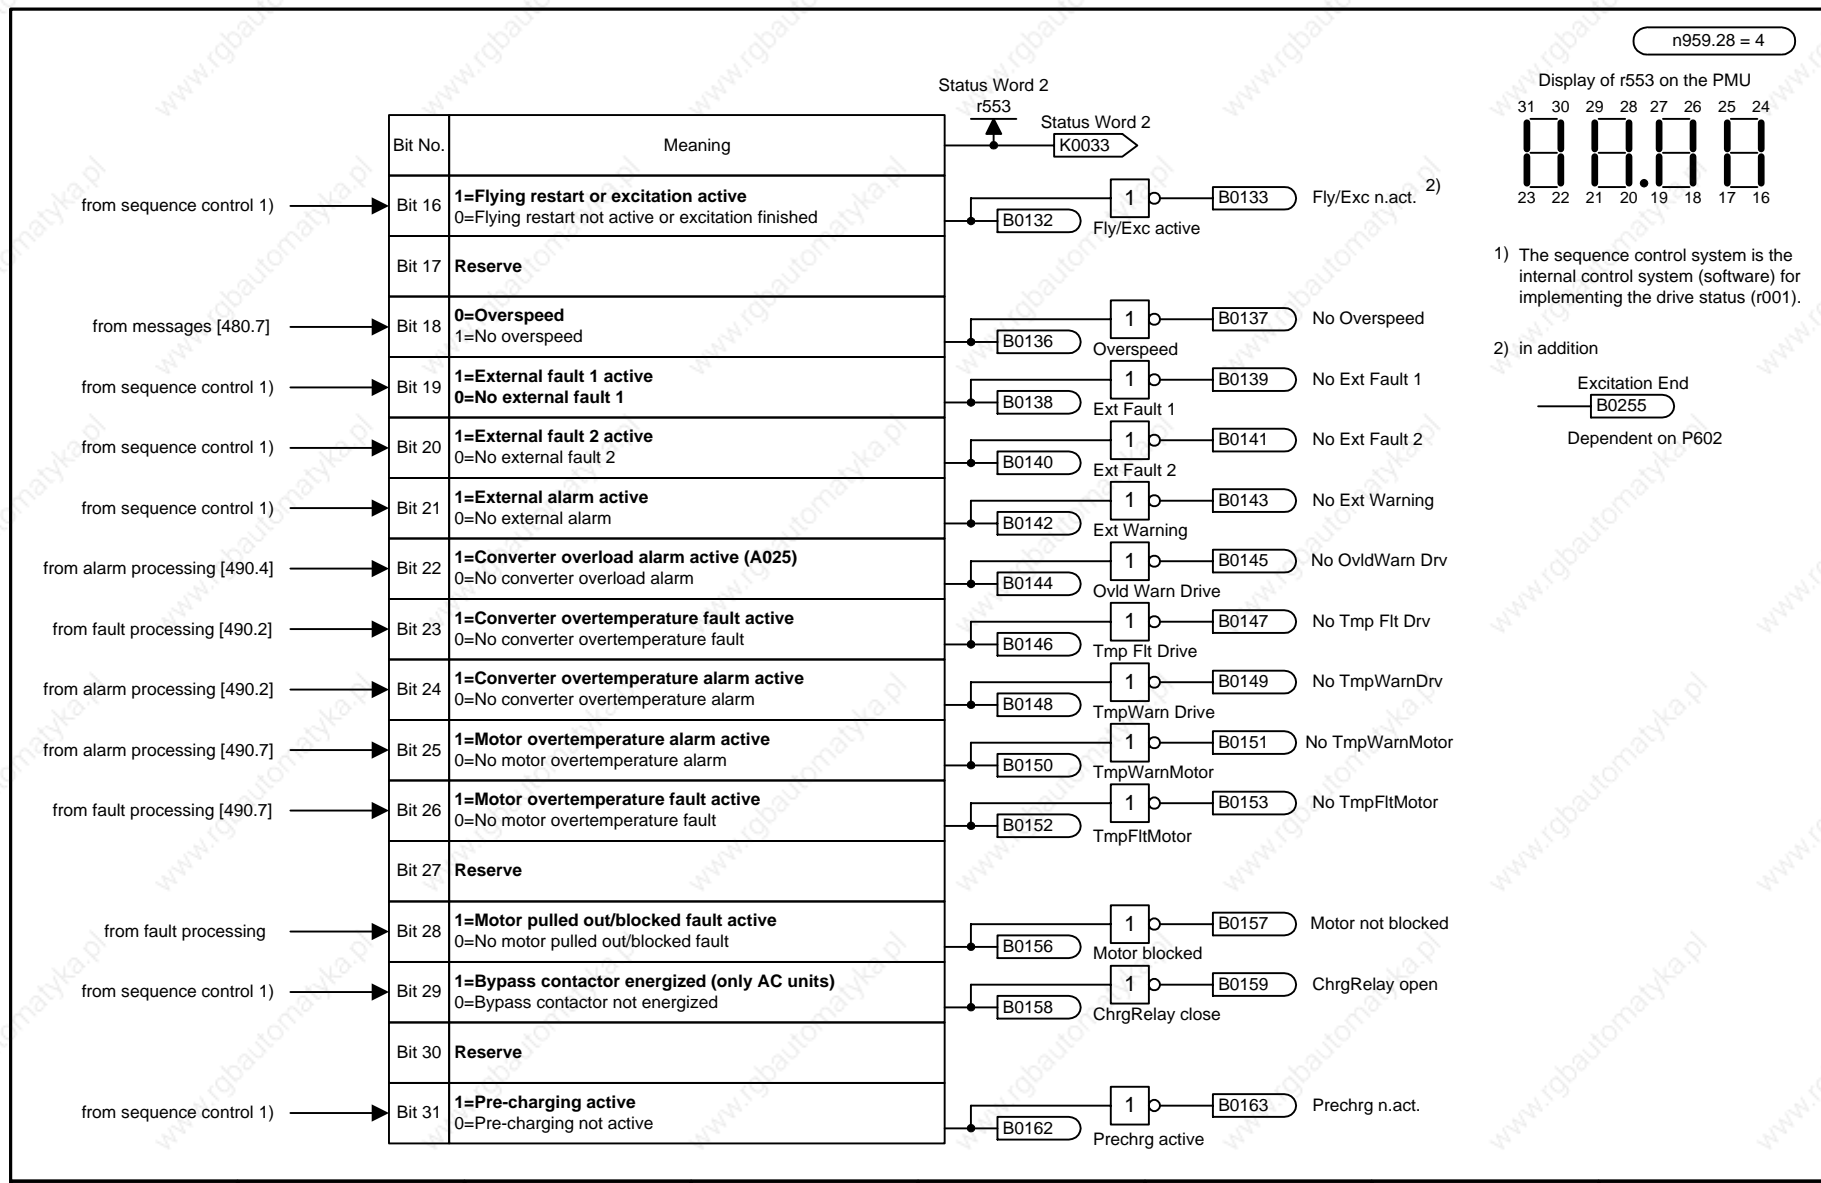 n959.28 = 4
Display of r553 on the PMU
31 30 29 28 27 26 25 24
23 22 21 20 19 18 17 16
1) The sequence control system is the
internal control system (software) for
implementing the drive status (r001).
2) in addition
Excitation End
B0255
Dependent on P602
Status Word 2
r553
Status Word 2
K0033
Bit No. Meaning
from sequence control 1) Bit 16 1=Flying restart or excitation active
0=Flying restart not active or excitation finished
B0132 Fly/Exc active 1 B0133 Fly/Exc n.act. 2)
Bit 17 Reserve
from messages [480.7] Bit 18 0=Overspeed
1=No overspeed
B0136 Overspeed 1 B0137 No Overspeed
from sequence control 1) Bit 19 1=External fault 1 active
0=No external fault 1
B0138 Ext Fault 1 1 B0139 No Ext Fault 1
from sequence control 1) Bit 20 1=External fault 2 active
0=No external fault 2
B0140 Ext Fault 2 1 B0141 No Ext Fault 2
from sequence control 1) Bit 21 1=External alarm active
0=No external alarm
B0142 Ext Warning 1 B0143 No Ext Warning
from alarm processing [490.4] Bit 22 1=Converter overload alarm active (A025)
0=No converter overload alarm
B0144 Ovld Warn Drive 1 B0145 No OvldWarn Drv
from fault processing [490.2] Bit 23 1=Converter overtemperature fault active
0=No converter overtemperature fault
B0146 Tmp Flt Drive 1 B0147 No Tmp Flt Drv
from alarm processing [490.2] Bit 24 1=Converter overtemperature alarm active
0=No converter overtemperature alarm
B0148 TmpWarn Drive 1 B0149 No TmpWarnDrv
from alarm processing [490.7] Bit 25 1=Motor overtemperature alarm active
0=No motor overtemperature alarm
B0150 TmpWarnMotor 1 B0151 No TmpWarnMotor
from fault processing [490.7] Bit 26 1=Motor overtemperature fault active
0=No motor overtemperature fault
B0152 TmpFltMotor 1 B0153 No TmpFltMotor
Bit 27 Reserve
from fault processing Bit 28 1=Motor pulled out/blocked fault active
0=No motor pulled out/blocked fault
B0156 Motor blocked 1 B0157 Motor not blocked
from sequence control 1) Bit 29 1=Bypass contactor energized (only AC units)
0=Bypass contactor not energized
B0158 ChrgRelay close 1 B0159 ChrgRelay open
Bit 30 Reserve
from sequence control 1) Bit 31 1=Pre-charging active
0=Pre-charging not active
B0162 Prechrg active 1 B0163 Prechrg n.act.
www.rgbautomatyka.pl